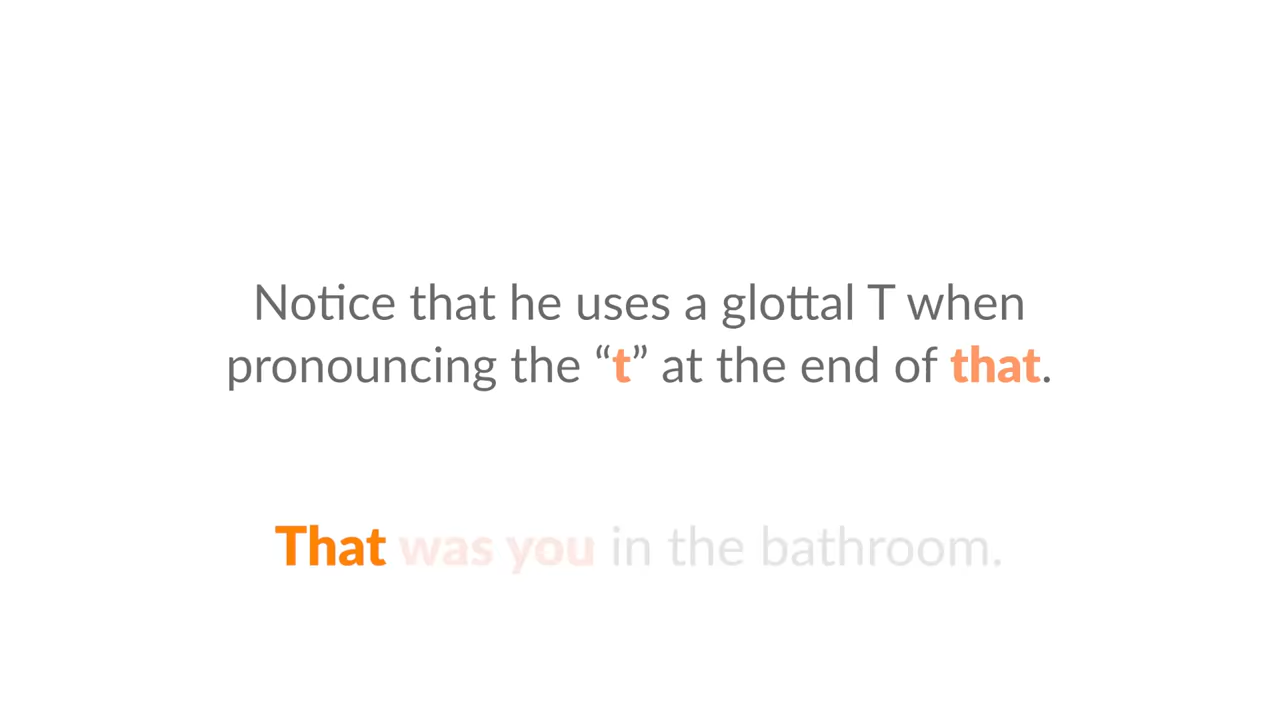 Notice that he uses a glottal T when
pronouncing the “t” at the end of that.
That was you in the bathroom.